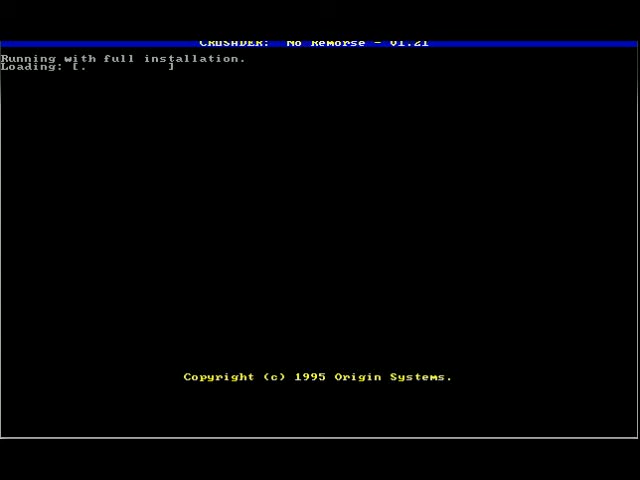 CRUSADER:  No Remorse - v1.21
Running with full installation.
Loading: [.          ]
Copyright (c) 1995 Origin Systems.